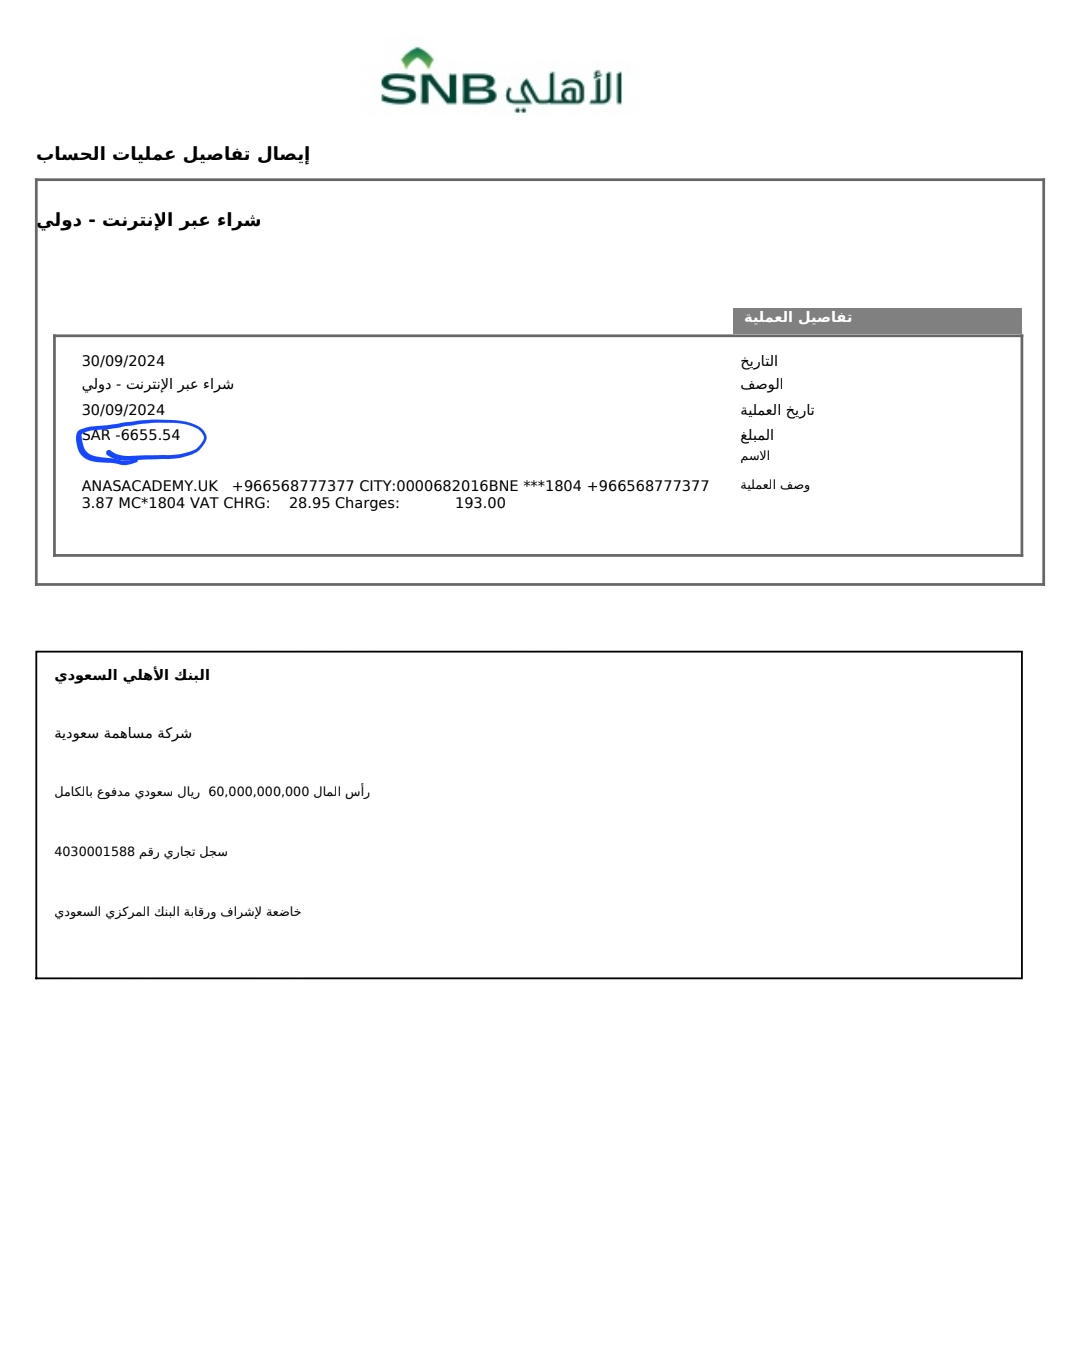 SNB الأهلي
إيصال تفاصيل عمليات الحساب
شراء عبر الإنترنت - دولي
تفاصيل العملية
التاريخ 30/09/2024
الوصف شراء عبر الإنترنت - دولي
تاريخ العملية 30/09/2024
المبلغ SAR -6655.54
الاسم
وصف العملية ANASACADEMY.UK +966568777377 CITY:0000682016BNE ***1804 +966568777377
3.87 MC*1804 VAT CHRG: 28.95 Charges: 193.00
البنك الأهلي السعودي
شركة مساهمة سعودية
رأس المال 60,000,000,000 ريال سعودي مدفوع بالكامل
سجل تجاري رقم 4030001588
خاضعة لإشراف ورقابة البنك المركزي السعودي